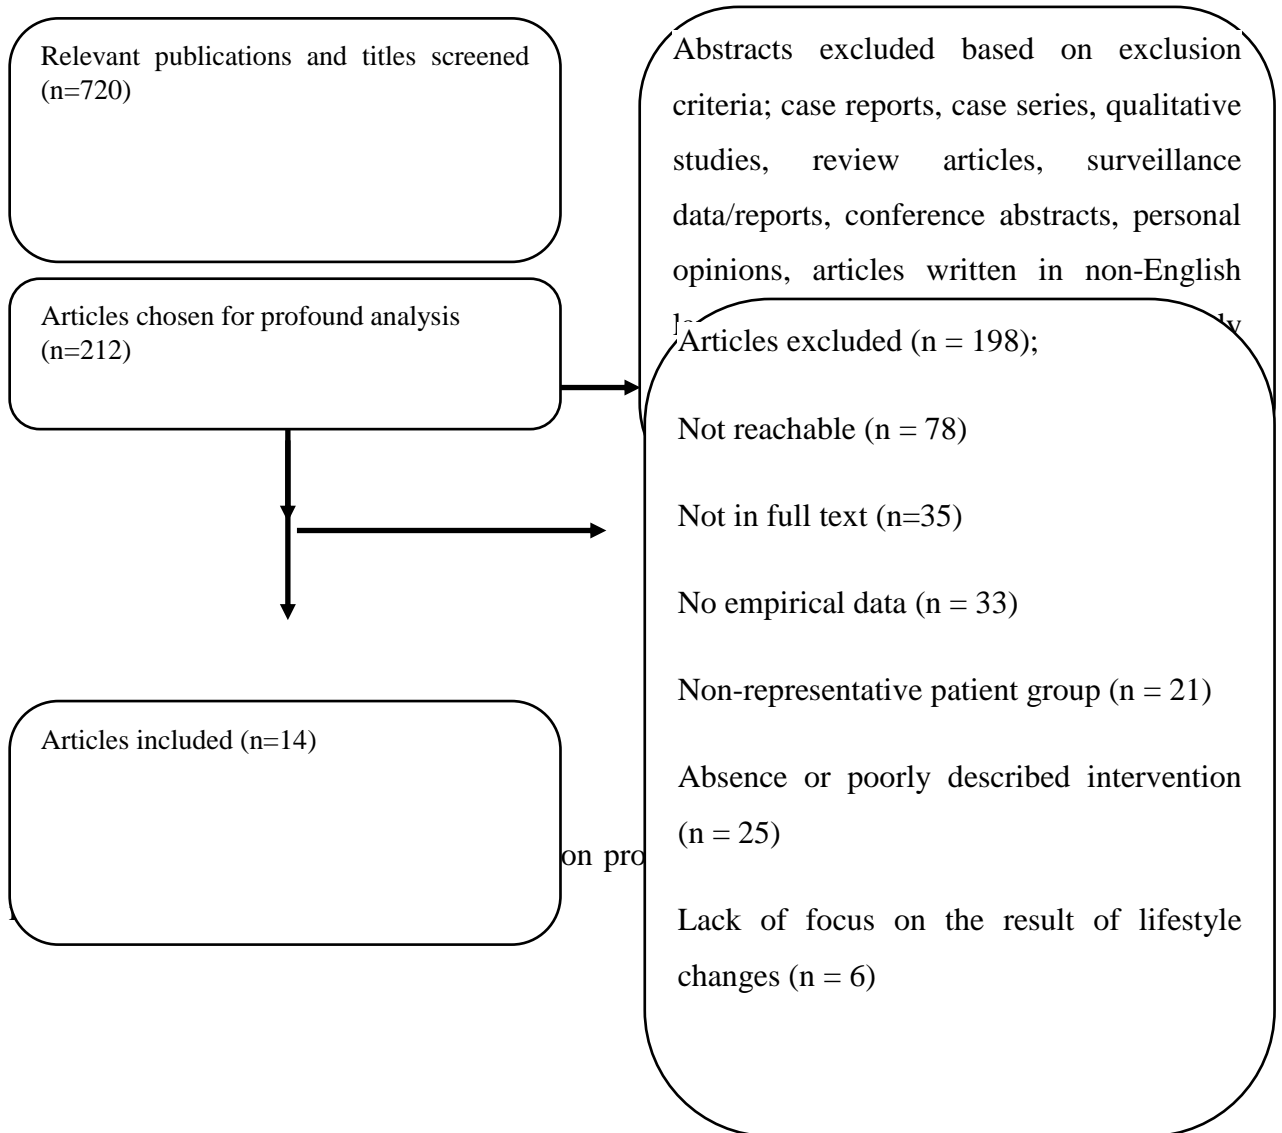 Relevant publications and titles screened
(n=720)
Abstracts excluded based on exclusion
criteria; case reports, case series, qualitative
studies, review articles, surveillance
data/reports, conference abstracts, personal
opinions, articles written in non-English
Articles chosen for profound analysis
(n=212)
Articles excluded (n = 198);
Not reachable (n = 78)
Not in full text (n=35)
No empirical data (n = 33)
Non-representative patient group (n = 21)
Absence or poorly described intervention
(n = 25)
Lack of focus on the result of lifestyle
changes (n = 6)
Articles included (n=14)
on pro